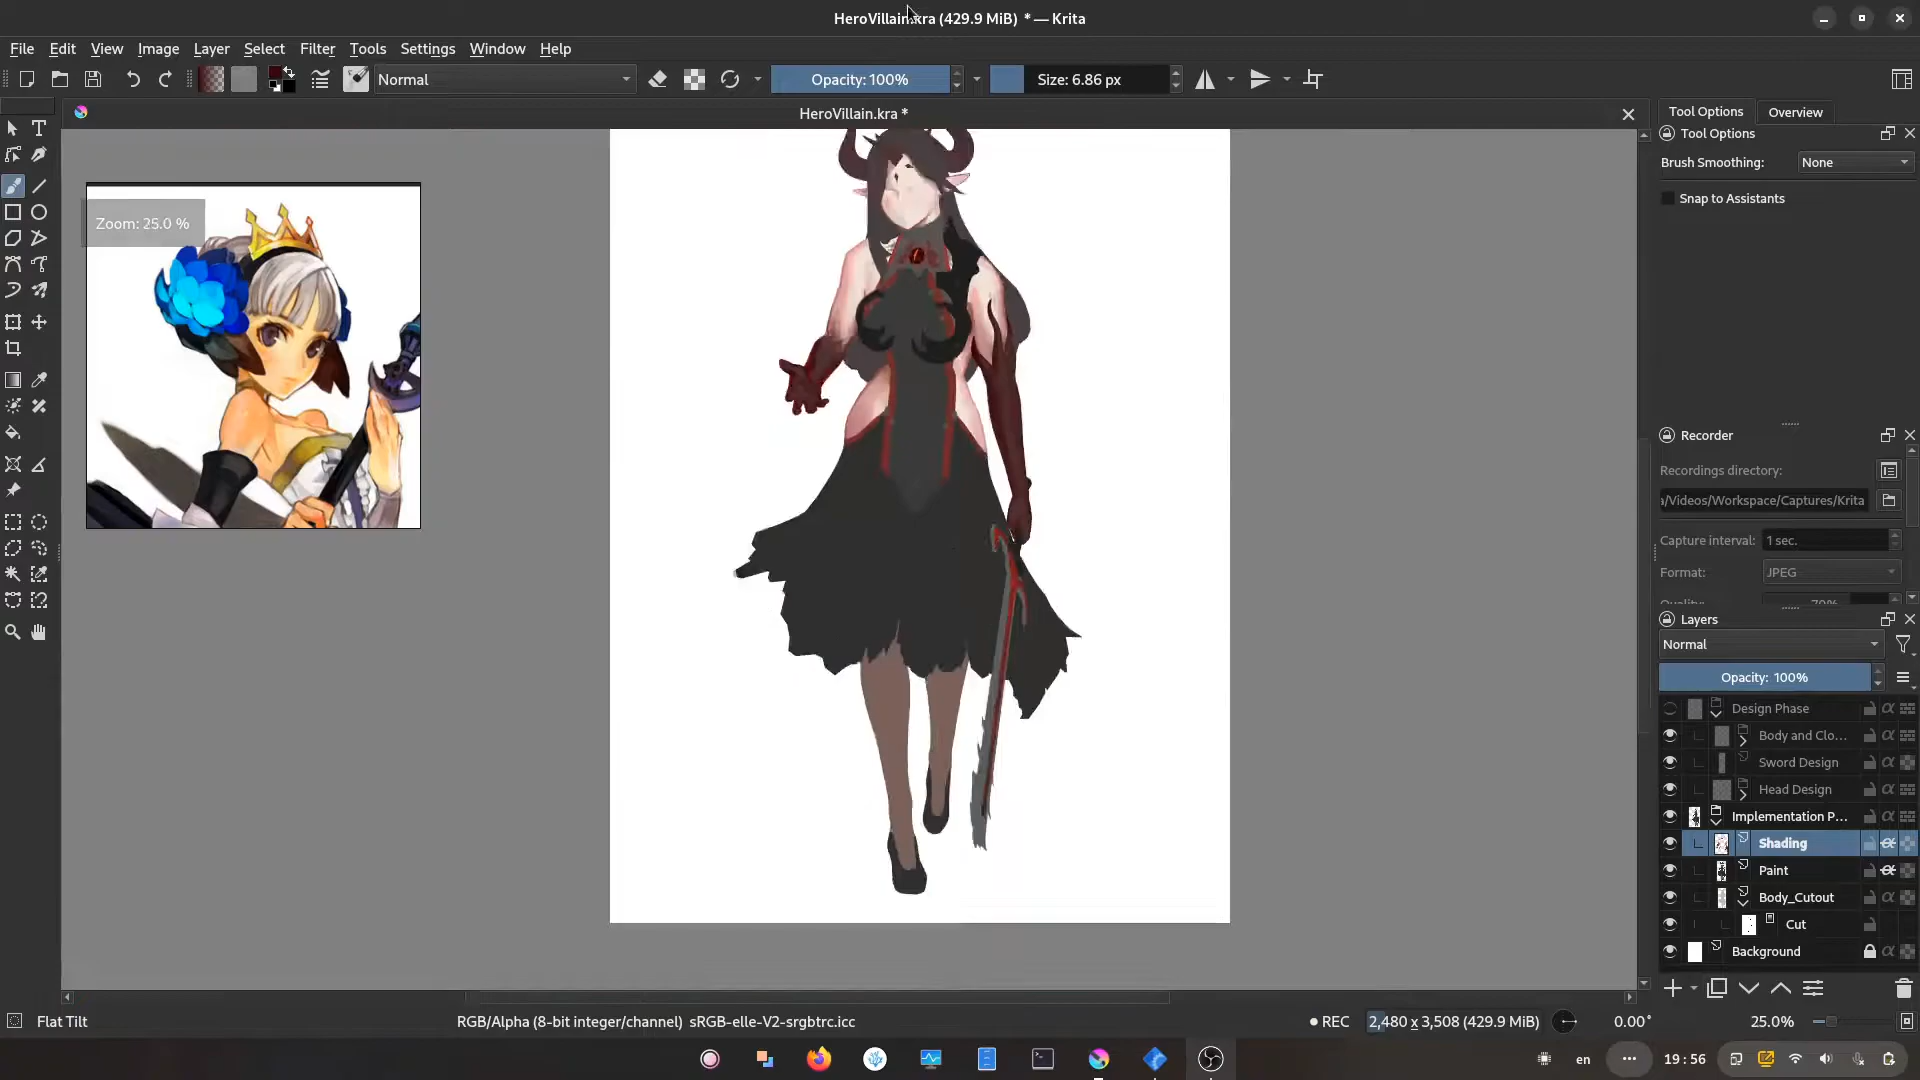 HeroVillain.kra (429.9 MiB) * — Krita
File Edit View Image Layer Select Filter Tools Settings Window Help
Normal
Opacity: 100%
Size: 6.86 px
HeroVillain.kra *
Tool Options Overview
Tool Options
Brush Smoothing: None
Snap to Assistants
Zoom: 25.0 %
Recorder
Recordings directory:
/Videos/Workspace/Captures/Krita
Capture interval: 1 sec.
Format: JPEG
Layers
Normal
Opacity: 100%
Design Phase
Body and Clo...
Sword Design
Head Design
Implementation P...
Shading
Paint
Body_Cutout
Cut
Background
Flat Tilt
RGB/Alpha (8-bit integer/channel) sRGB-elle-V2-srgbtrc.icc
REC
2,480 x 3,508 (429.9 MiB)
0.00°
25.0%
en
19:56